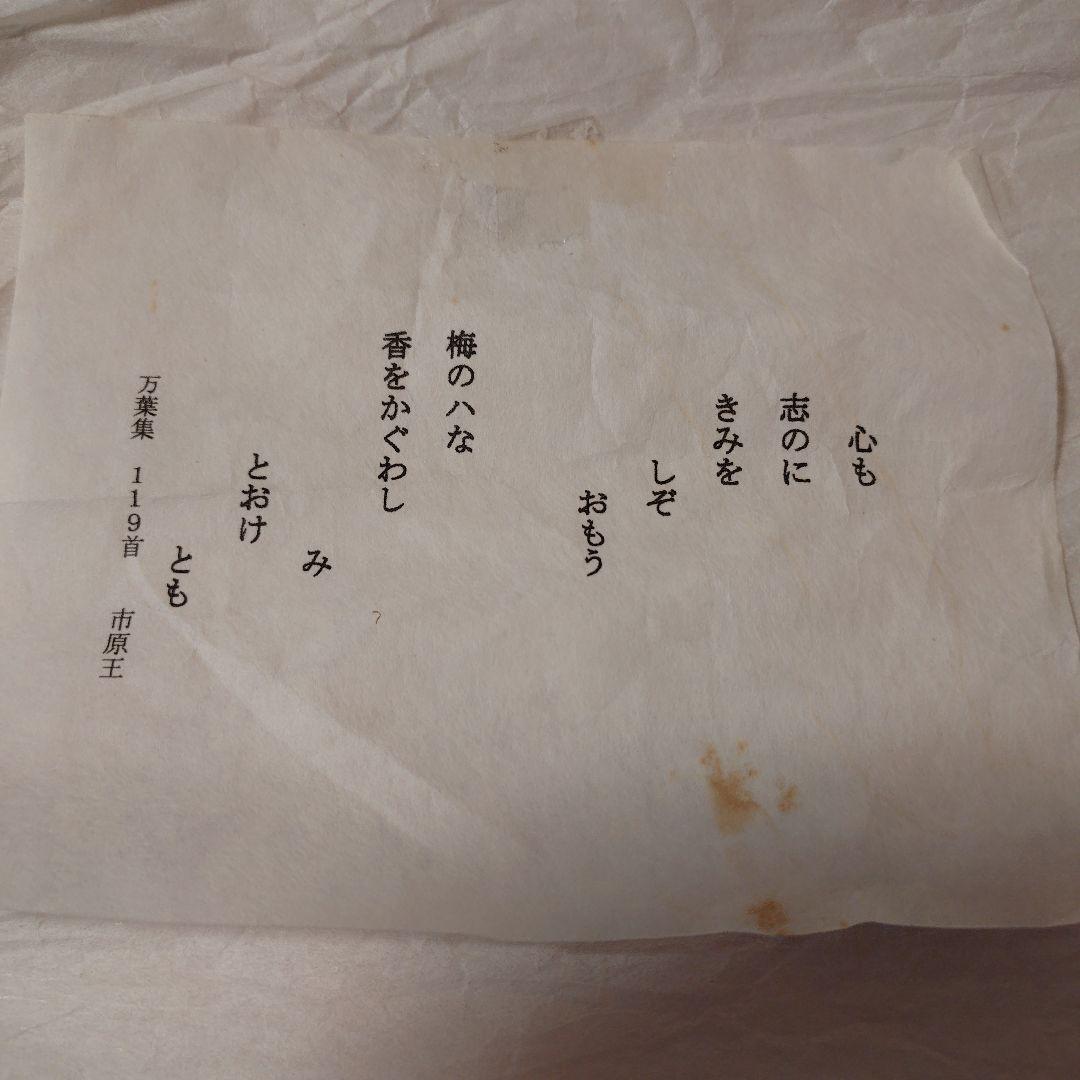 心も
志のに
きみを
しぞ
おもう
梅のハな
香をかぐわし
み
とおけ
とも
万葉集 119首 市原王